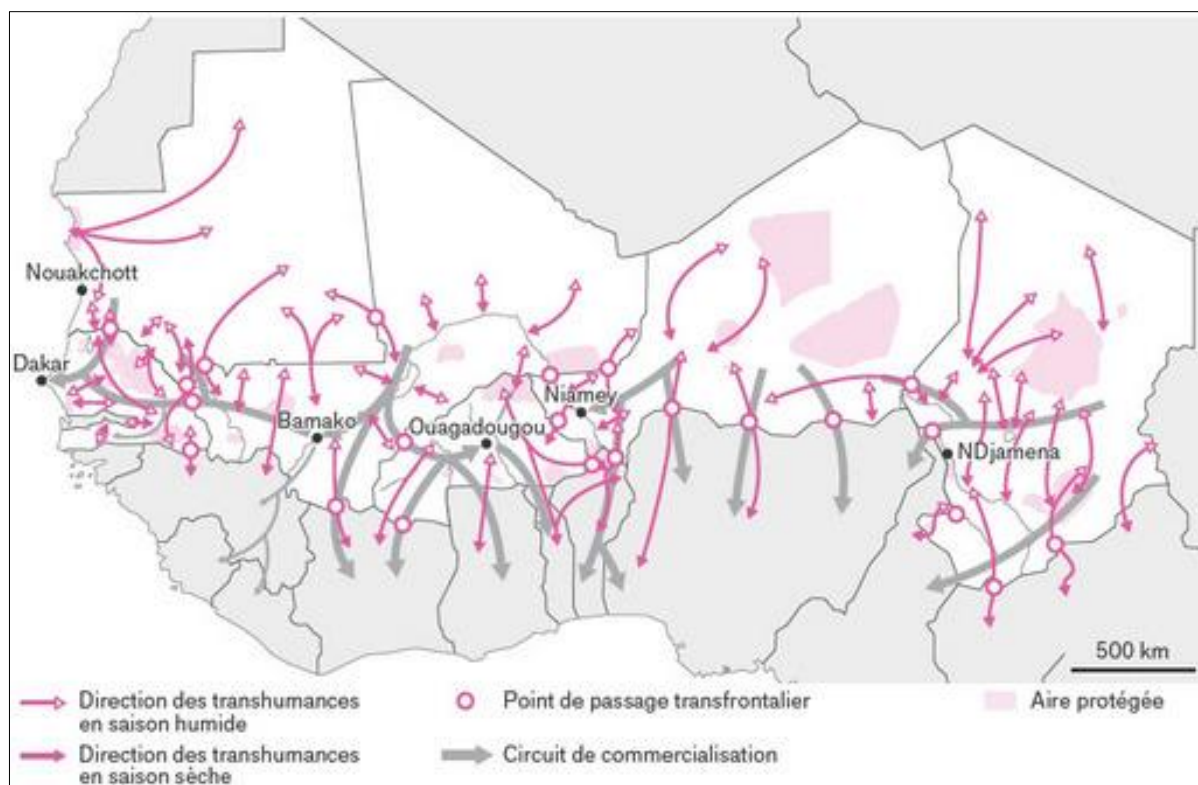 Nouakchott
Dakar
Bamako
Ouagadougou
Niamey
NDjamena
500 km
Direction des transhumances
en saison humide
Point de passage transfrontalier
Aire protégée
Direction des transhumances
en saison sèche
Circuit de commercialisation